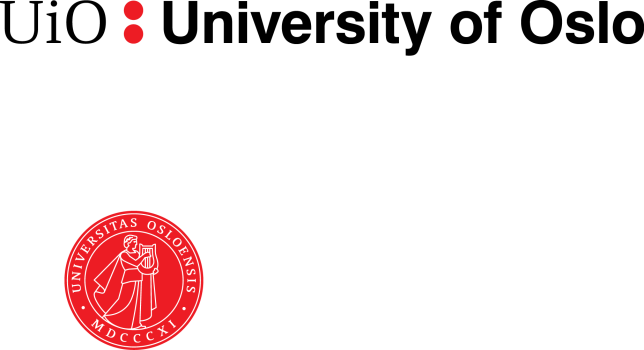 UiO : University of Oslo
UNIVERSITAS OSLOENSIS
MDCCCXI